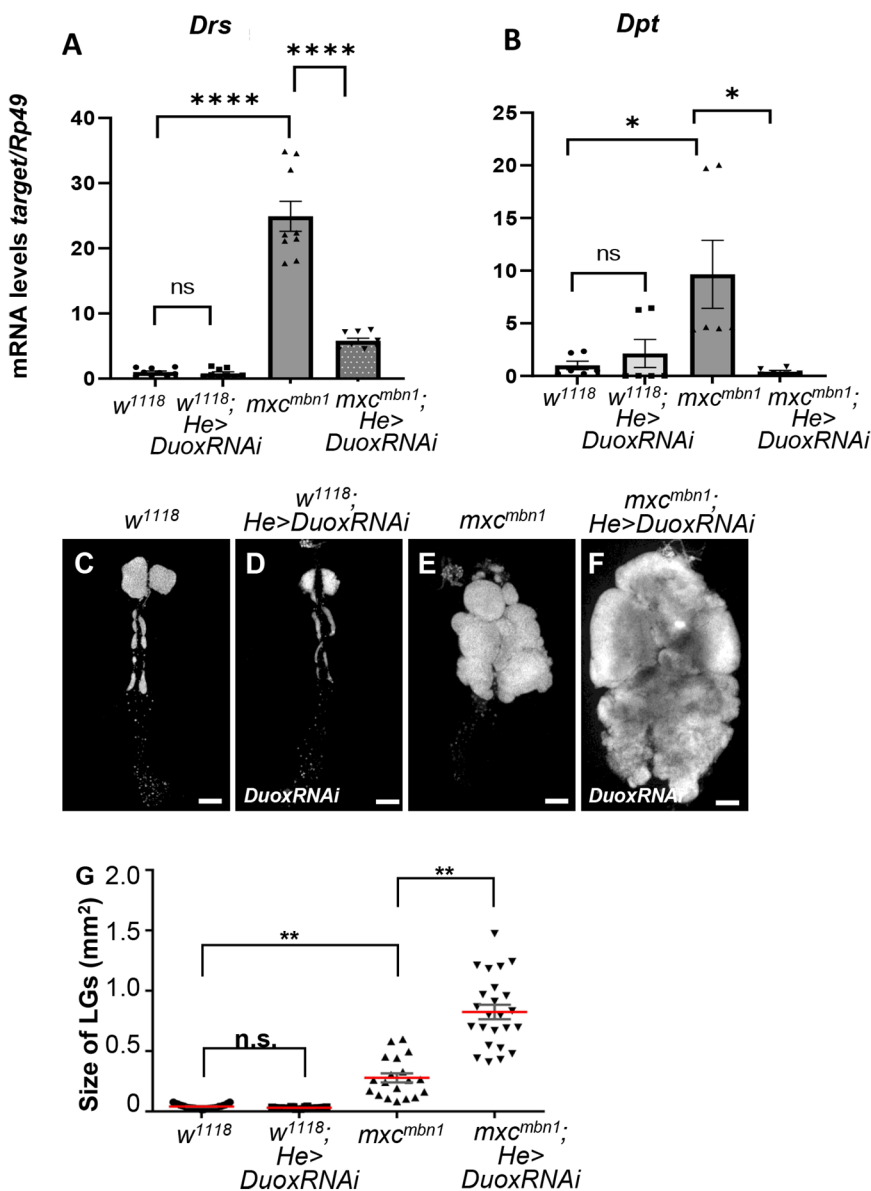 A
Drs
****
****
mRNA levels target/Rp49
40
30
20
10
0
ns
w1118
w1118;
He>
DuoxRNAi
mxcmbn1
mxcmbn1;
He>
DuoxRNAi
B
Dpt
*
*
25
20
15
10
5
0
ns
w1118
w1118;
He>
DuoxRNAi
mxcmbn1
mxcmbn1;
He>
DuoxRNAi
w1118
w1118;
He>DuoxRNAi
mxcmbn1
mxcmbn1;
He>DuoxRNAi
C
D
E
F
DuoxRNAi
DuoxRNAi
G
Size of LGs (mm2)
2.0
1.5
1.0
0.5
0
**
**
n.s.
w1118
w1118;
He>
DuoxRNAi
mxcmbn1
mxcmbn1;
He>
DuoxRNAi